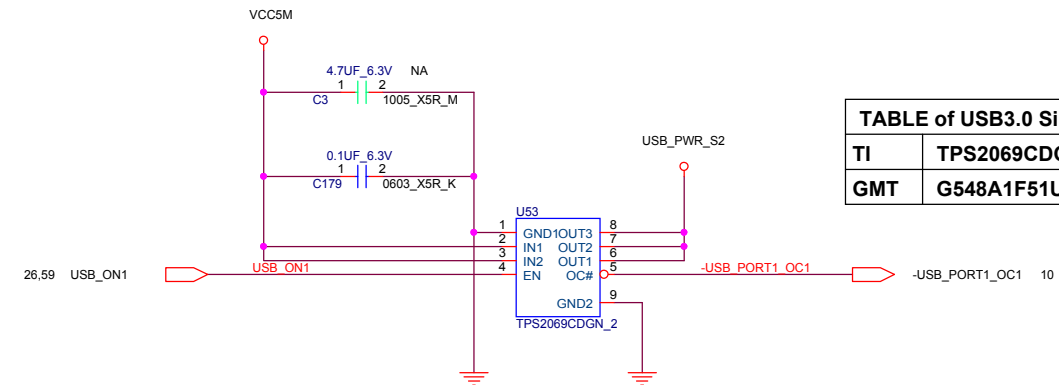 VCC5M
4.7UF_6.3V NA
1 2
C3 1005_X5R_M
0.1UF_6.3V
1 2
C179 0603_X5R_K
USB_PWR_S2
TABLE of USB3.0 Si
TI TPS2069CD
GMT G548A1F51
U53
1 GND1 OUT3 8
2 IN1 OUT2 7
3 IN2 OUT1 6
4 EN OC# 5
GND2 9
TPS2069CDGN_2
26,59 USB_ON1
USB_ON1
-USB_PORT1_OC1
-USB_PORT1_OC1 10